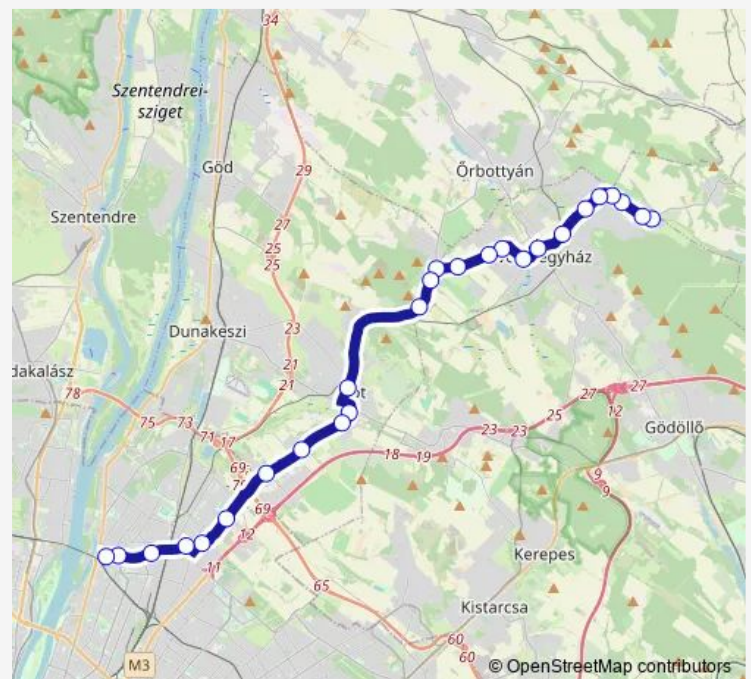 34
Szentendrei-
sziget
Göd
29
Őrbottyán
Szentendre
27
25
25
egyház
Dunakeszi
23
dakalász
21
21
27
27
78
12
75
73
71
17
25
Gödöllő
23
23
69
18
19
9
9
69
12
11
Kerepes
65
Kistarcsa
60
60
M3
© OpenStreetMap contributors